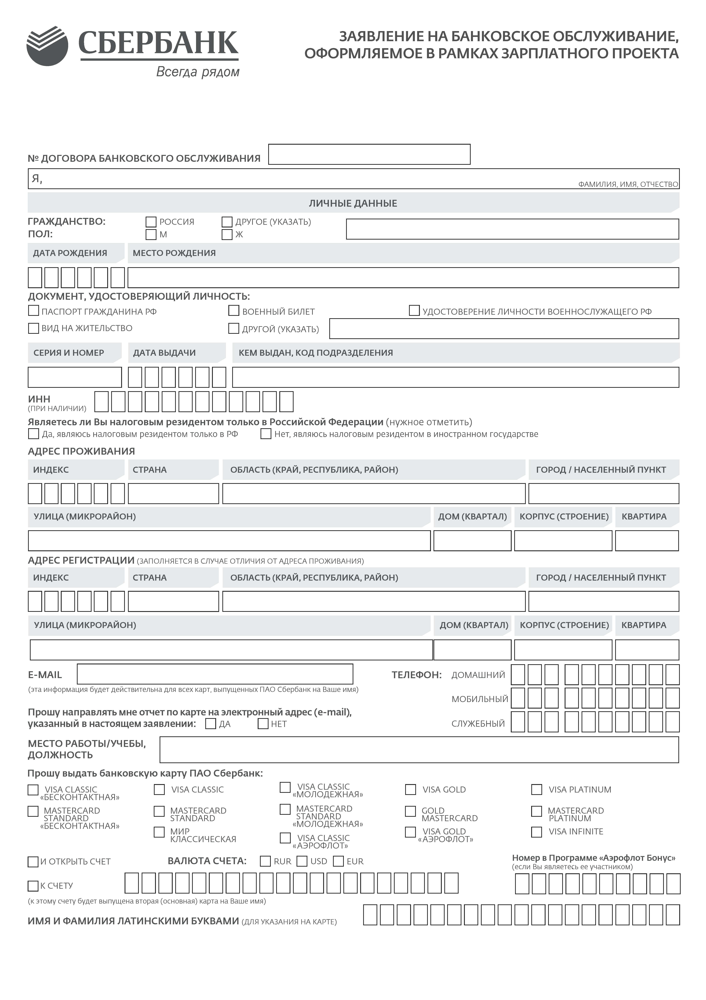 СБЕРБАНК
Всегда рядом
ЗАЯВЛЕНИЕ НА БАНКОВСКОЕ ОБСЛУЖИВАНИЕ,
ОФОРМЛЯЕМОЕ В РАМКАХ ЗАРПЛАТНОГО ПРОЕКТА
№ ДОГОВОРА БАНКОВСКОГО ОБСЛУЖИВАНИЯ
Я,
ФАМИЛИЯ, ИМЯ, ОТЧЕСТВО
ЛИЧНЫЕ ДАННЫЕ
ГРАЖДАНСТВО: РОССИЯ ДРУГОЕ (УКАЗАТЬ)
ПОЛ: М Ж
ДАТА РОЖДЕНИЯ МЕСТО РОЖДЕНИЯ
ДОКУМЕНТ, УДОСТОВЕРЯЮЩИЙ ЛИЧНОСТЬ:
ПАСПОРТ ГРАЖДАНИНА РФ ВОЕННЫЙ БИЛЕТ УДОСТОВЕРЕНИЕ ЛИЧНОСТИ ВОЕННОСЛУЖАЩЕГО РФ
ВИД НА ЖИТЕЛЬСТВО ДРУГОЙ (УКАЗАТЬ)
СЕРИЯ И НОМЕР ДАТА ВЫДАЧИ КЕМ ВЫДАН, КОД ПОДРАЗДЕЛЕНИЯ
ИНН
(ПРИ НАЛИЧИИ)
Являетесь ли Вы налоговым резидентом только в Российской Федерации (нужное отметить)
Да, являюсь налоговым резидентом только в РФ Нет, являюсь налоговым резидентом в иностранном государстве
АДРЕС ПРОЖИВАНИЯ
ИНДЕКС СТРАНА ОБЛАСТЬ (КРАЙ, РЕСПУБЛИКА, РАЙОН) ГОРОД / НАСЕЛЕННЫЙ ПУНКТ
УЛИЦА (МИКРОРАЙОН) ДОМ (КВАРТАЛ) КОРПУС (СТРОЕНИЕ) КВАРТИРА
АДРЕС РЕГИСТРАЦИИ (ЗАПОЛНЯЕТСЯ В СЛУЧАЕ ОТЛИЧИЯ ОТ АДРЕСА ПРОЖИВАНИЯ)
ИНДЕКС СТРАНА ОБЛАСТЬ (КРАЙ, РЕСПУБЛИКА, РАЙОН) ГОРОД / НАСЕЛЕННЫЙ ПУНКТ
УЛИЦА (МИКРОРАЙОН) ДОМ (КВАРТАЛ) КОРПУС (СТРОЕНИЕ) КВАРТИРА
E-MAIL ТЕЛЕФОН: ДОМАШНИЙ
(эта информация будет действительна для всех карт, выпущенных ПАО Сбербанк на Ваше имя)
МОБИЛЬНЫЙ
Прошу направлять мне отчет по карте на электронный адрес (e-mail),
указанный в настоящем заявлении: ДА НЕТ СЛУЖЕБНЫЙ
МЕСТО РАБОТЫ/УЧЕБЫ,
ДОЛЖНОСТЬ
Прошу выдать банковскую карту ПАО Сбербанк:
VISA CLASSIC
«БЕСКОНТАКТНАЯ»
VISA CLASSIC
VISA CLASSIC
«МОЛОДЕЖНАЯ»
VISA GOLD
VISA PLATINUM
MASTERCARD
STANDARD
«БЕСКОНТАКТНАЯ»
MASTERCARD
STANDARD
MASTERCARD
STANDARD
«МОЛОДЕЖНАЯ»
GOLD
MASTERCARD
MASTERCARD
PLATINUM
МИР
КЛАССИЧЕСКАЯ
VISA CLASSIC
«АЭРОФЛОТ»
VISA GOLD
«АЭРОФЛОТ»
VISA INFINITE
И ОТКРЫТЬ СЧЕТ ВАЛЮТА СЧЕТА: RUR USD EUR
Номер в Программе «Аэрофлот Бонус»
(если Вы являетесь ее участником)
К СЧЕТУ
(к этому счету будет выпущена вторая (основная) карта на Ваше имя)
ИМЯ И ФАМИЛИЯ ЛАТИНСКИМИ БУКВАМИ (ДЛЯ УКАЗАНИЯ НА КАРТЕ)